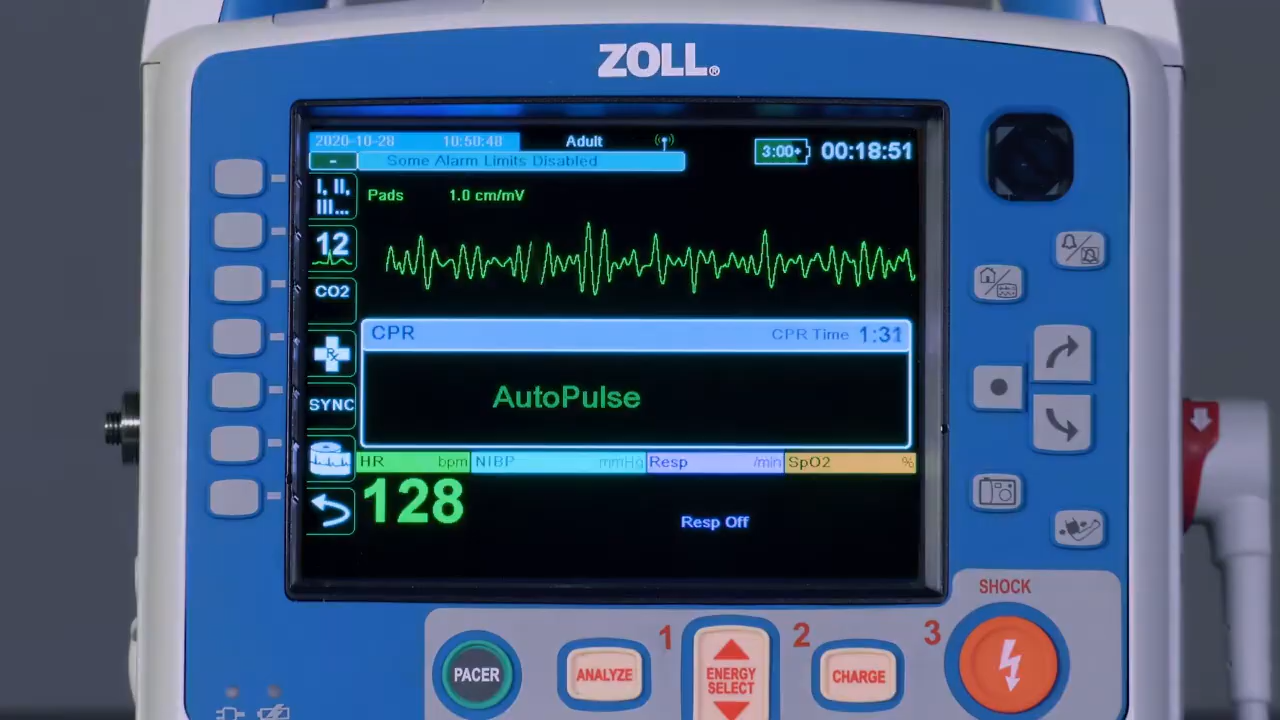 ZOLL®
2020-10-28 10:50:48 Adult 3:00+ 00:18:51
- Some Alarm Limits Disabled
I, II, III...
Pads 1.0 cm/mV
12
CO2
CPR CPR Time 1:31
Rx
AutoPulse
SYNC
HR bpm NIBP mmHg Resp /min SpO2 %
128
Resp Off
SHOCK
1 2 3
PACER
ANALYZE
ENERGY
SELECT
CHARGE